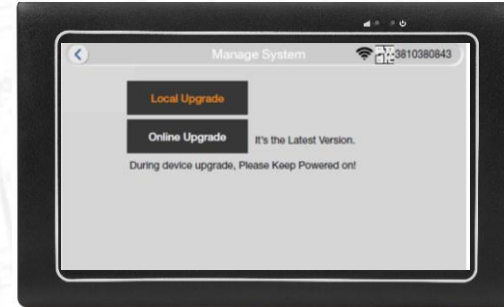 Manage System
3810380843
Local Upgrade
Online Upgrade
It's the Latest Version.
During device upgrade, Please Keep Powered on!